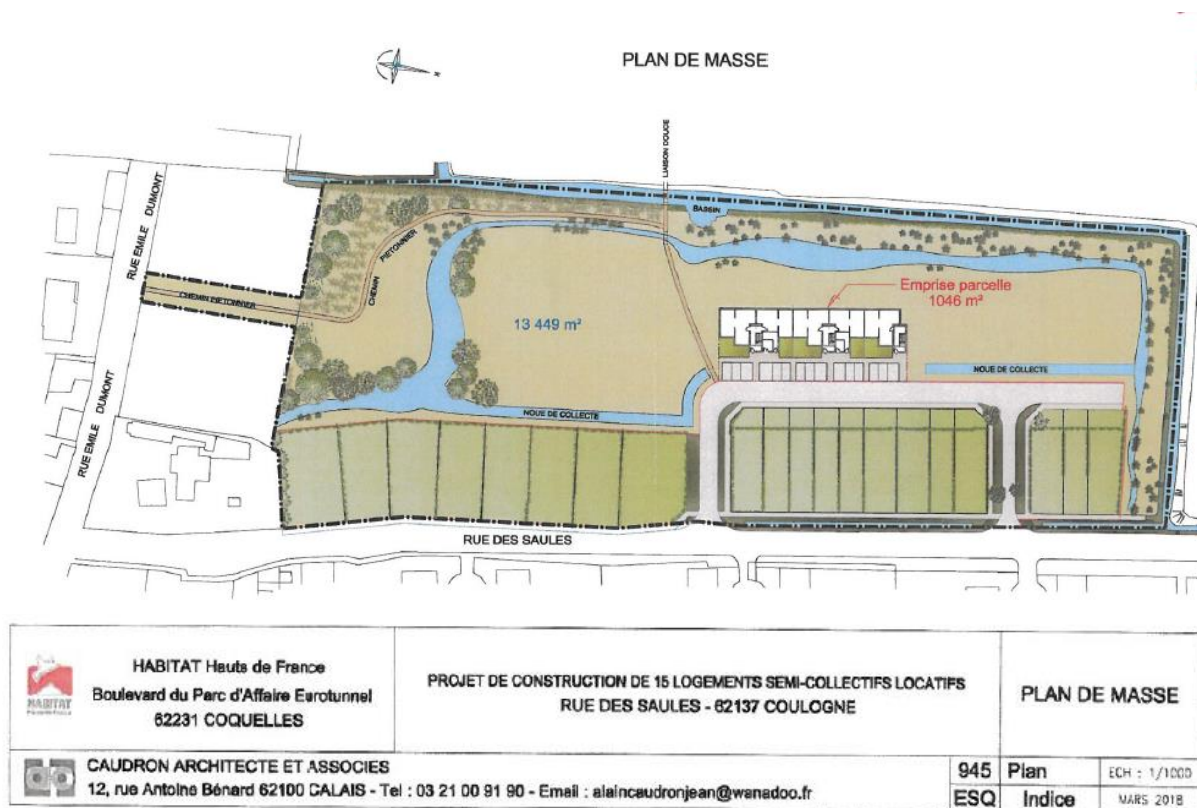 PLAN DE MASSE
LIAISON DOUCE
RUE EMILE DUMONT
BASSIN
CHEMIN PIETONNIER
CHEMIN PIETONNIER
Emprise parcelle
1046 m²
13 449 m²
NOUE DE COLLECTE
NOUE DE COLLECTE
RUE EMILE DUMONT
RUE DES SAULES
HABITAT Hauts de France
Boulevard du Parc d'Affaire Eurotunnel
62231 COQUELLES
HABITAT
PROJET DE CONSTRUCTION DE 15 LOGEMENTS SEMI-COLLECTIFS LOCATIFS
RUE DES SAULES - 62137 COULOGNE
PLAN DE MASSE
CAUDRON ARCHITECTE ET ASSOCIES
12, rue Antoine Bénard 62100 CALAIS - Tel : 03 21 00 91 90 - Email : alaincaudronjean@wanadoo.fr
945 Plan ECH : 1/1000
ESQ Indice MARS 2018